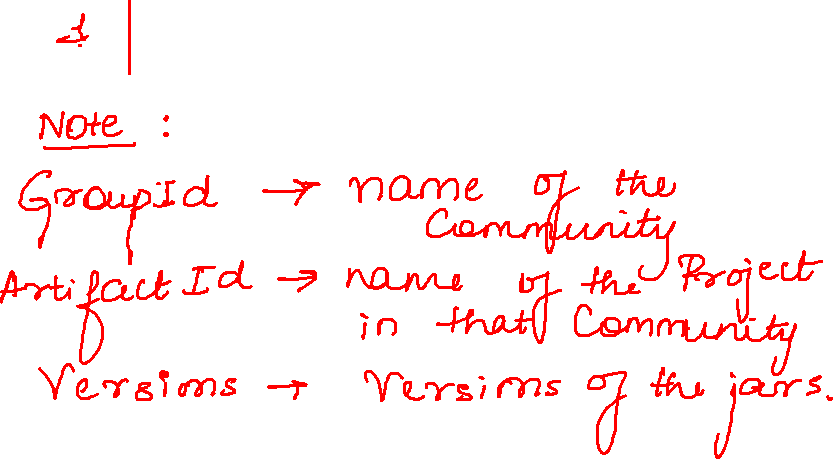 Note :
GroupId → name of the
Community
ArtifactId → name of the Project
in that Community
Versions → Versions of the jars.